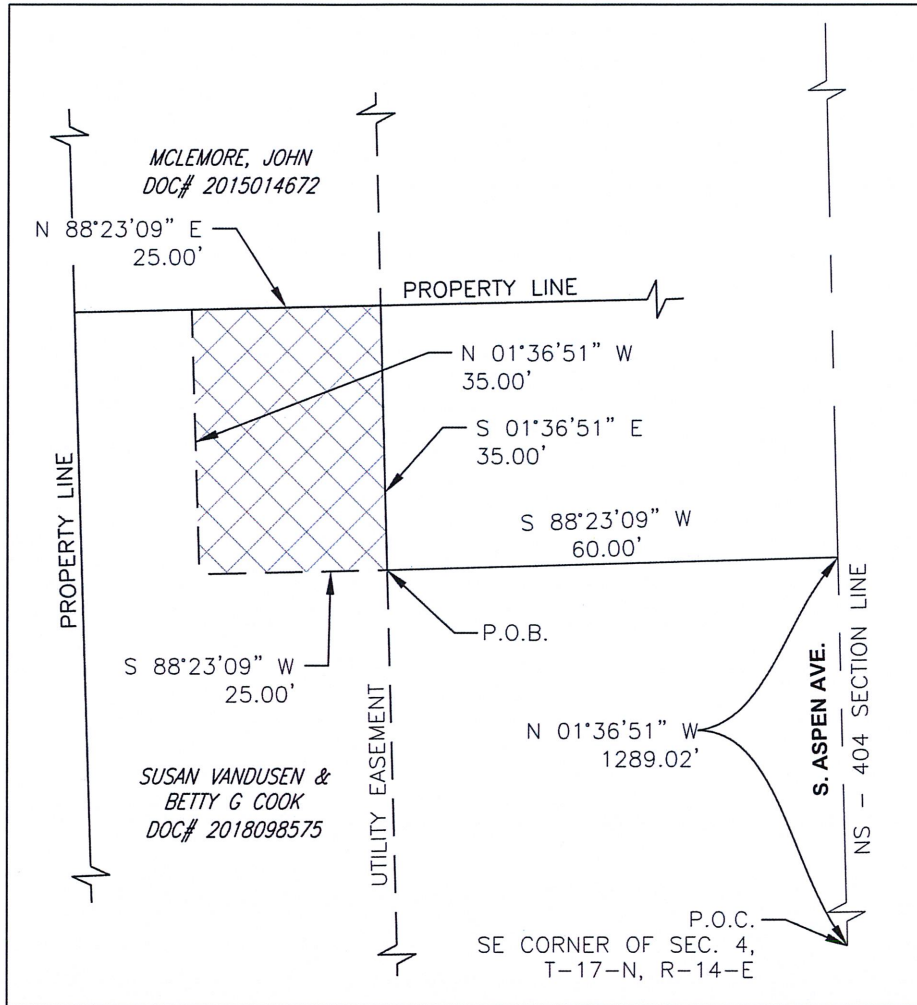 MCLEMORE, JOHN
DOC# 2015014672
N 88°23'09" E
25.00'
PROPERTY LINE
N 01°36'51" W
35.00'
S 01°36'51" E
35.00'
S 88°23'09" W
60.00'
PROPERTY LINE
P.O.B.
S 88°23'09" W
25.00'
UTILITY EASEMENT
N 01°36'51" W
1289.02'
S. ASPEN AVE.
NS - 404 SECTION LINE
SUSAN VANDUSEN &
BETTY G COOK
DOC# 2018098575
P.O.C.
SE CORNER OF SEC. 4,
T-17-N, R-14-E